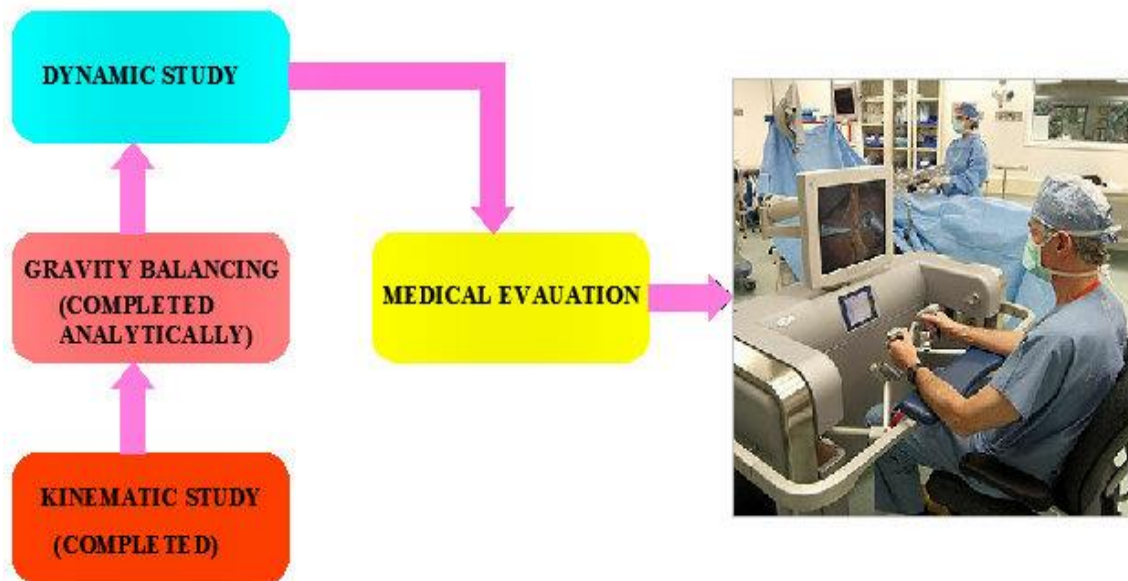 DYNAMIC STUDY
GRAVITY BALANCING
(COMPLETED
ANALYTICALLY)
MEDICAL EVAUATION
KINEMATIC STUDY
(COMPLETED)